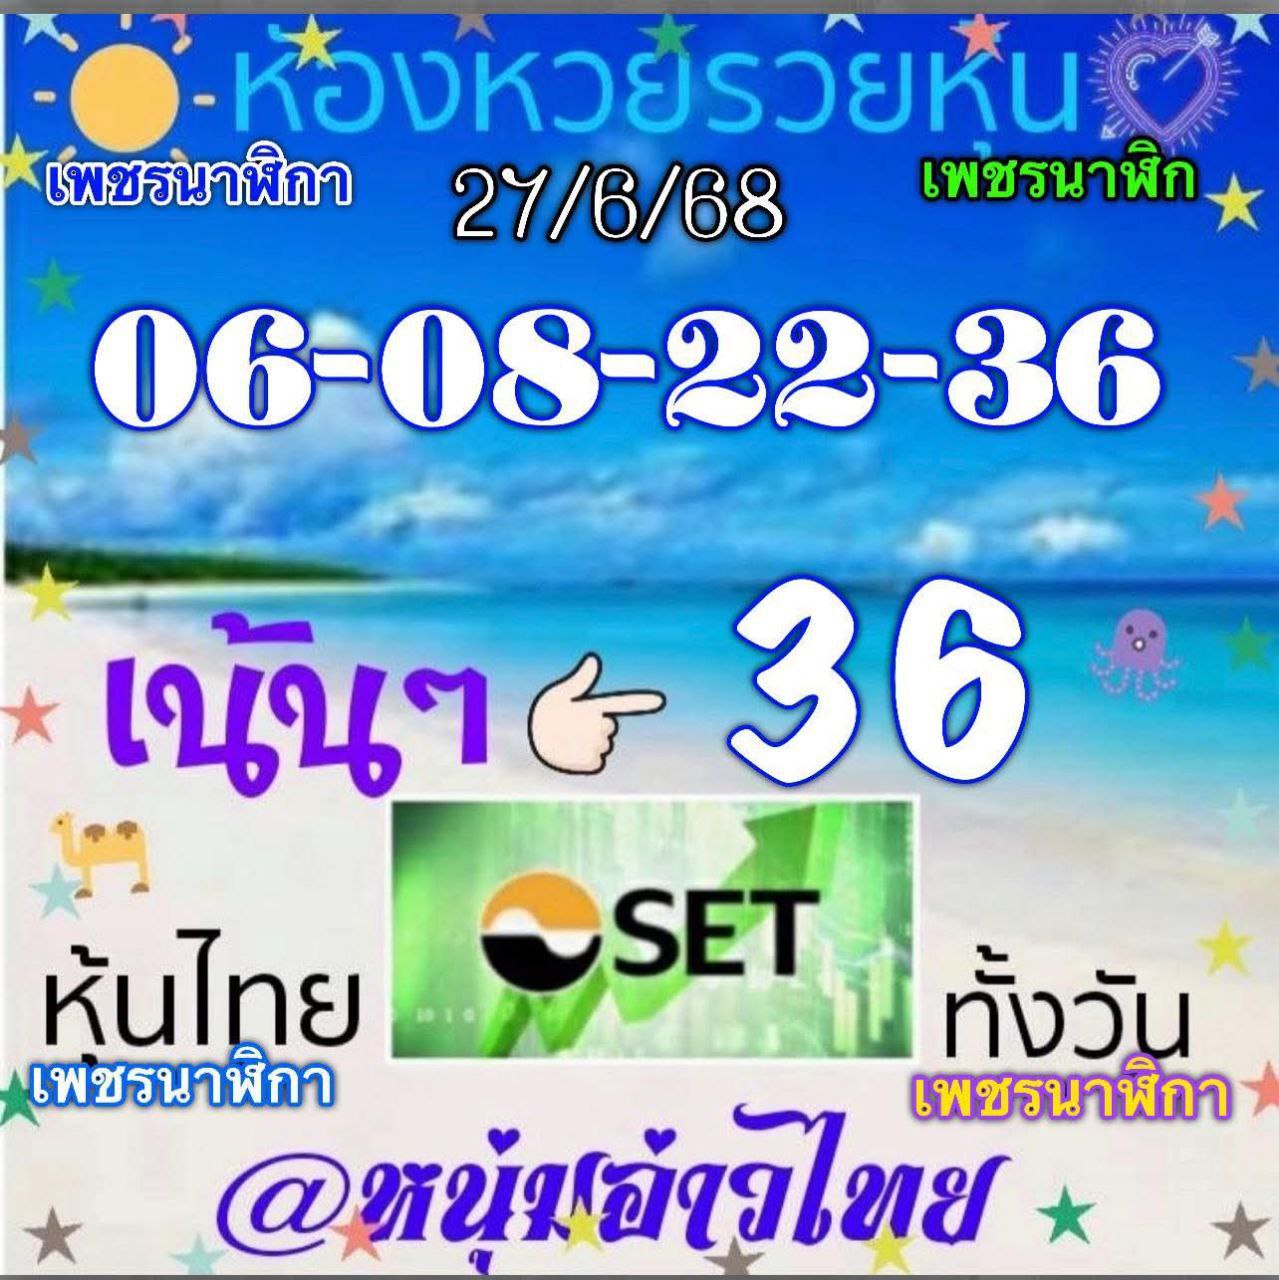 ห้องหวยรวยหุ้น
เพชรนาฬิกา
27/6/68
เพชรนาฬิก
06-08-22-36
เน้นๆ 36
SET
หุ้นไทย
ทั้งวัน
เพชรนาฬิกา
เพชรนาฬิกา
@หนุ่มอ่าวไทย